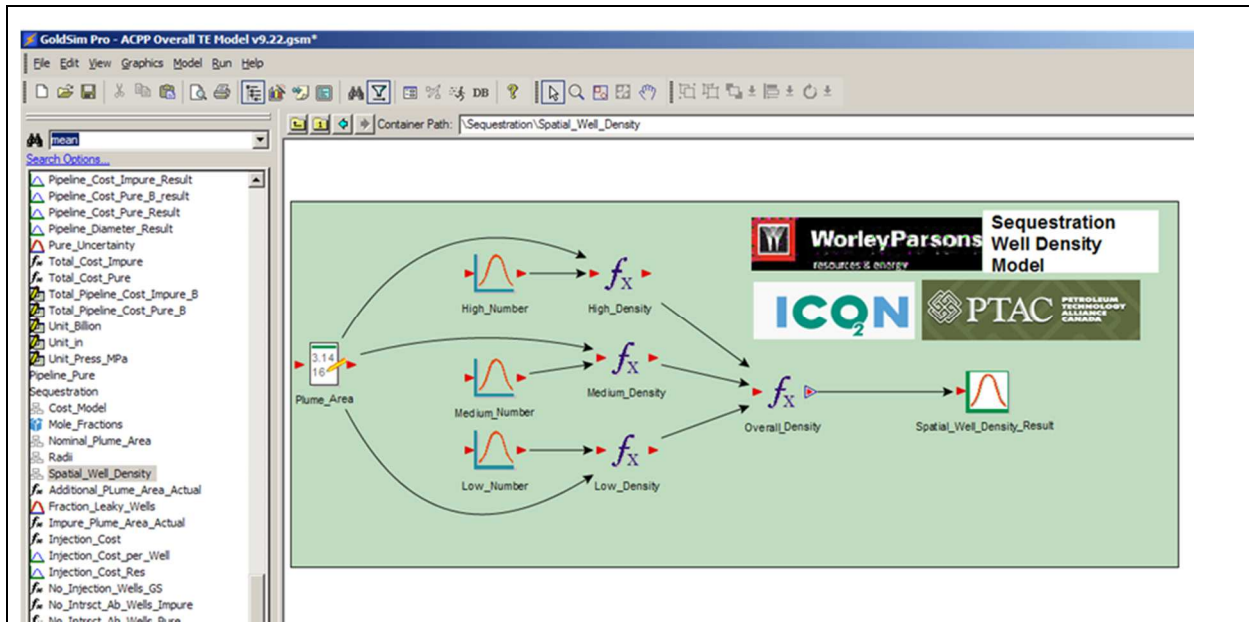 GoldSim Pro - ACPP Overall TE Model v9.22.gsm*
File Edit View Graphics Model Run Help
DB
Container Path: \Sequestration\Spatial_Well_Density
mean
Search Options...
Pipeline_Cost_Impure_Result
Pipeline_Cost_Pure_B_result
Pipeline_Cost_Pure_Result
Pipeline_Diameter_Result
Pure_Uncertainty
Total_Cost_Impure
Total_Cost_Pure
Total_Pipeline_Cost_Impure_B
Total_Pipeline_Cost_Pure_B
Unit_Billion
Unit_in
Unit_Press_MPa
Pipeline_Pure
Sequestration
Cost_Model
Mole_Fractions
Nominal_Plume_Area
Radii
Spatial_Well_Density
Additional_PLume_Area_Actual
Fraction_Leaky_Wells
Impure_Plume_Area_Actual
Injection_Cost
Injection_Cost_per_Well
Injection_Cost_Res
No_Injection_Wells_GS
No_Intrsct_Ab_Wells_Impure
No_Intrsct_Ab_Wells_Pure
WorleyParsons
resources & energy
Sequestration
Well Density
Model
ICO2N
PTAC PETROLEUM
TECHNOLOGY
ALLIANCE
CANADA
High_Number
High_Density
3.14
16
Plume_Area
Medium_Number
Medium_Density
Overall_Density
Spatial_Well_Density_Result
Low_Number
Low_Density